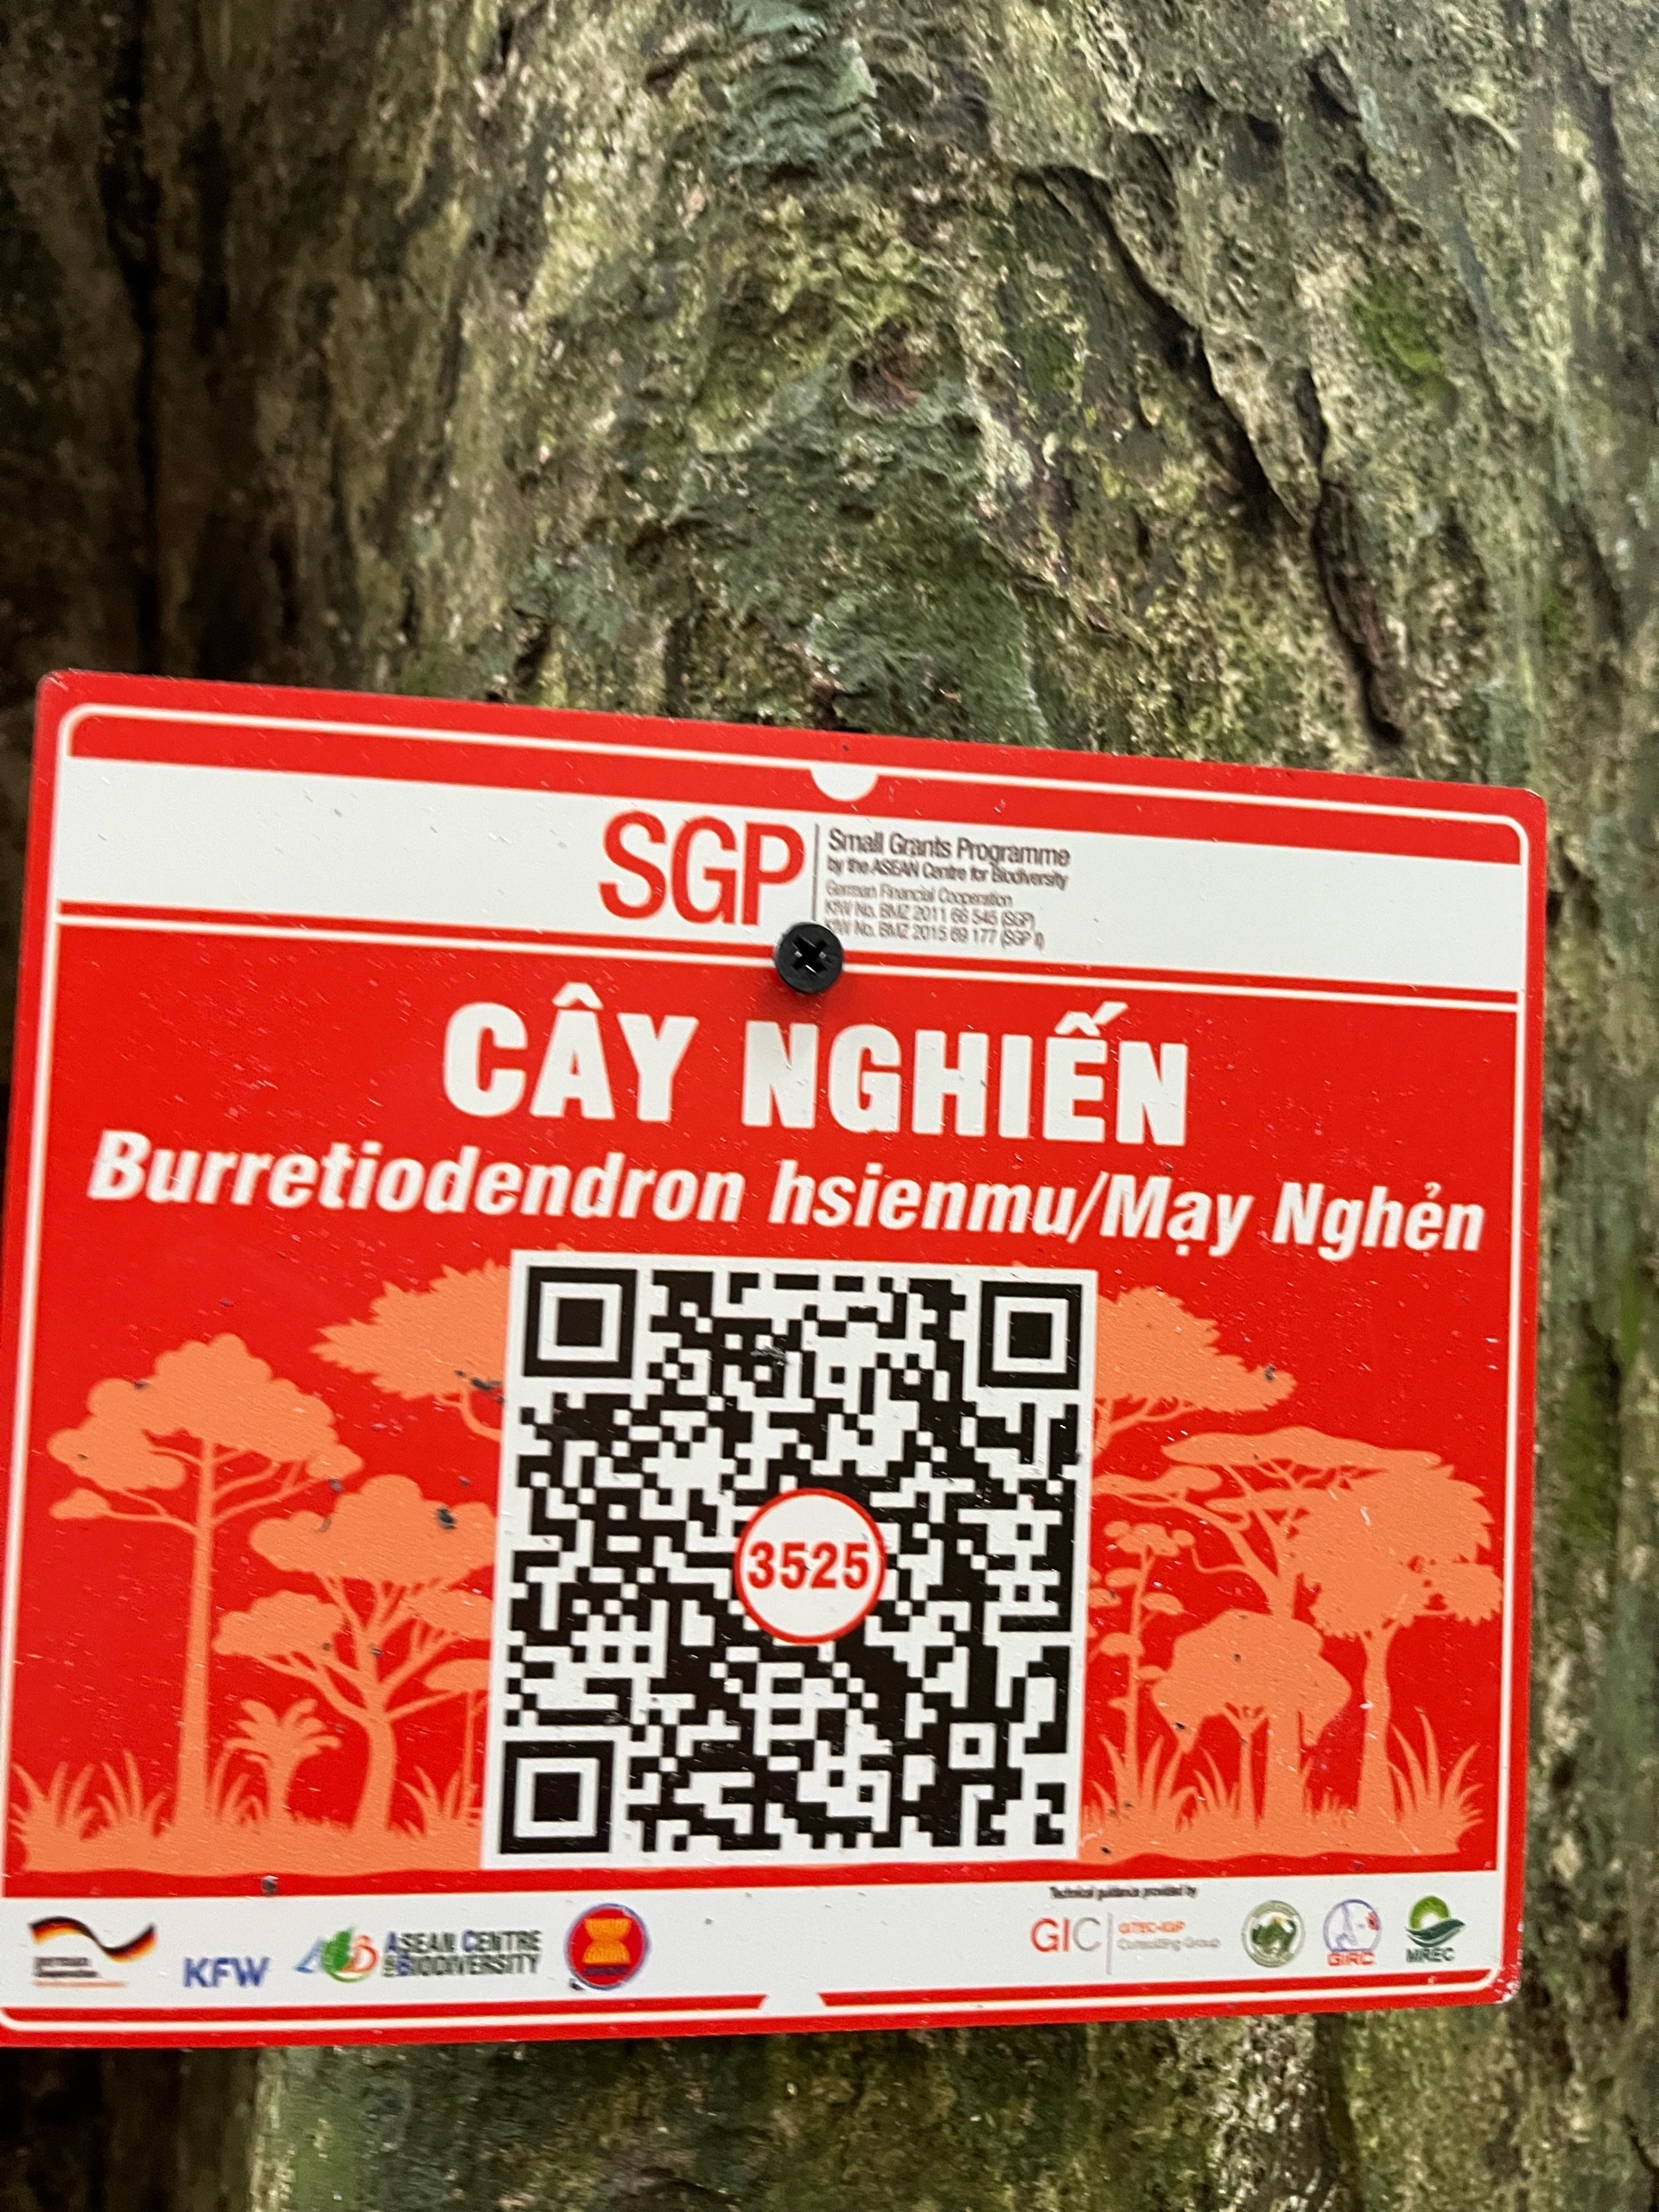 SGP
Small Grants Programme
by the ASEAN Centre for Biodiversity
German Financial Cooperation
KfW No. BMZ 2011 66 545 (SGP)
KfW No. BMZ 2015 69 177 (SGP II)
CÂY NGHIẾN
Burretiodendron hsienmu/Mạy Nghẻn
3525
Technical guidance provided by
KFW
ACB
ASEAN CENTRE
FOR BIODIVERSITY
GIC
GITEC-IGIP
Consulting Group
GIRC
MREC